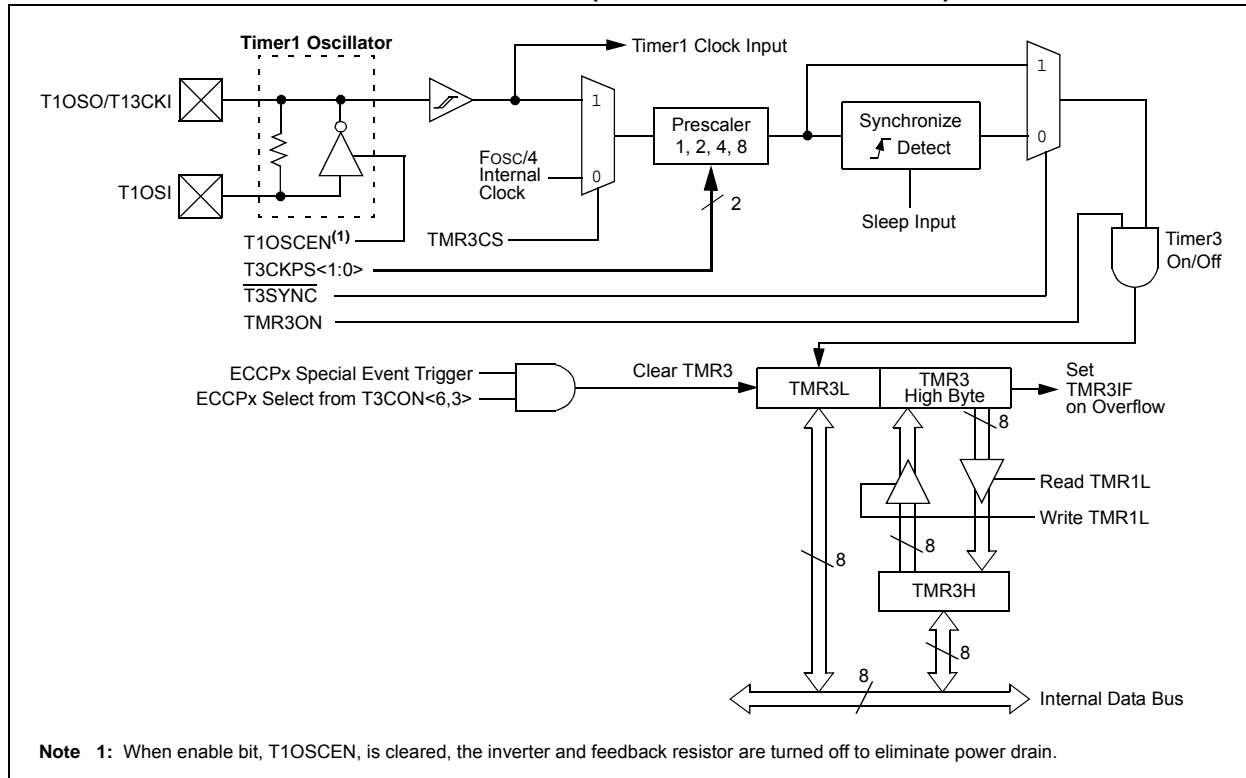 Timer1 Oscillator
Timer1 Clock Input
T1OSO/T13CKI
T1OSI
1
0
FOSC/4
Internal
Clock
Prescaler
1, 2, 4, 8
2
Synchronize
Detect
1
0
Sleep Input
T1OSCEN(1)
TMR3CS
T3CKPS<1:0>
T3SYNC
TMR3ON
Timer3
On/Off
ECCPx Special Event Trigger
ECCPx Select from T3CON<6,3>
Clear TMR3
TMR3L
TMR3
High Byte
Set
TMR3IF
on Overflow
8
Read TMR1L
Write TMR1L
8
8
TMR3H
8
8
Internal Data Bus
Note 1: When enable bit, T1OSCEN, is cleared, the inverter and feedback resistor are turned off to eliminate power drain.